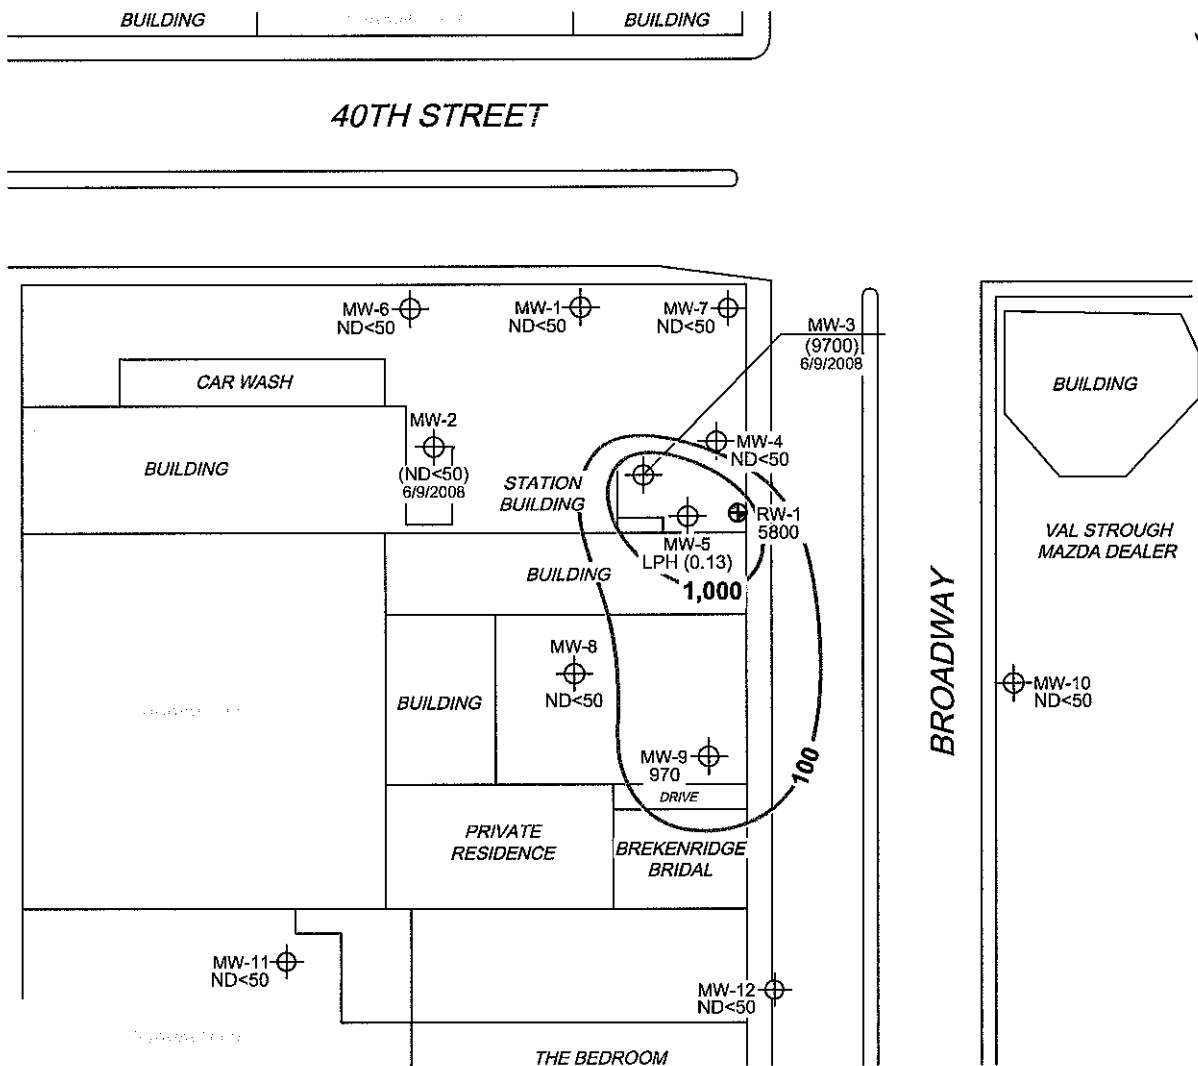 BUILDING
BUILDING
40TH STREET
MW-6
ND<50
MW-1
ND<50
MW-7
ND<50
MW-3
(9700)
6/9/2008
CAR WASH
BUILDING
MW-2
(ND<50)
6/9/2008
BUILDING
STATION
BUILDING
MW-4
ND<50
RW-1
5800
MW-5
LPH (0.13)
1,000
BUILDING
VAL STROUGH
MAZDA DEALER
BROADWAY
MW-8
ND<50
BUILDING
MW-10
ND<50
MW-9
970
100
DRIVE
PRIVATE
RESIDENCE
BREKENRIDGE
BRIDAL
MW-11
ND<50
MW-12
ND<50
THE BEDROOM